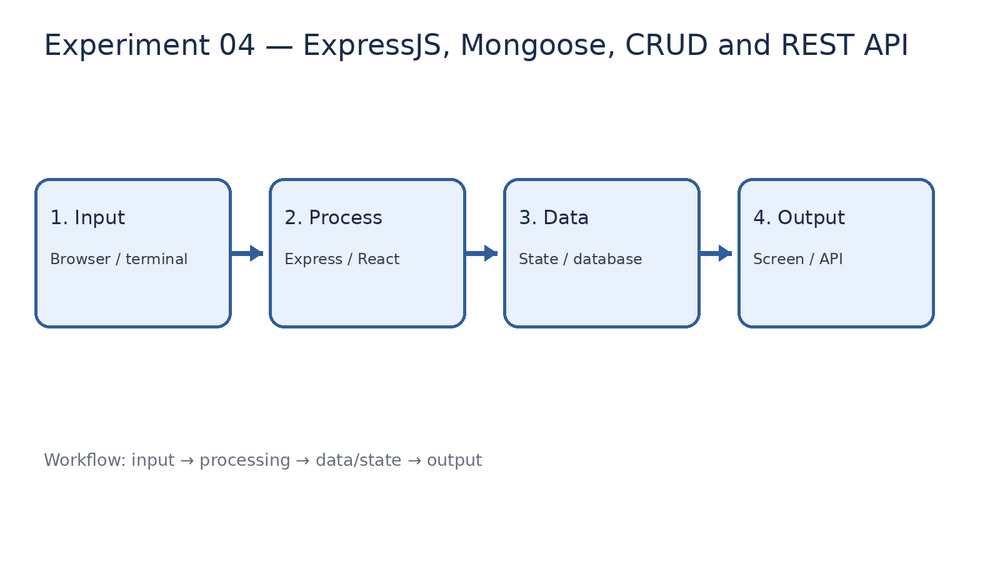 Experiment 04 — ExpressJS, Mongoose, CRUD and REST API
1. Input
Browser / terminal
2. Process
Express / React
3. Data
State / database
4. Output
Screen / API
Workflow: input → processing → data/state → output